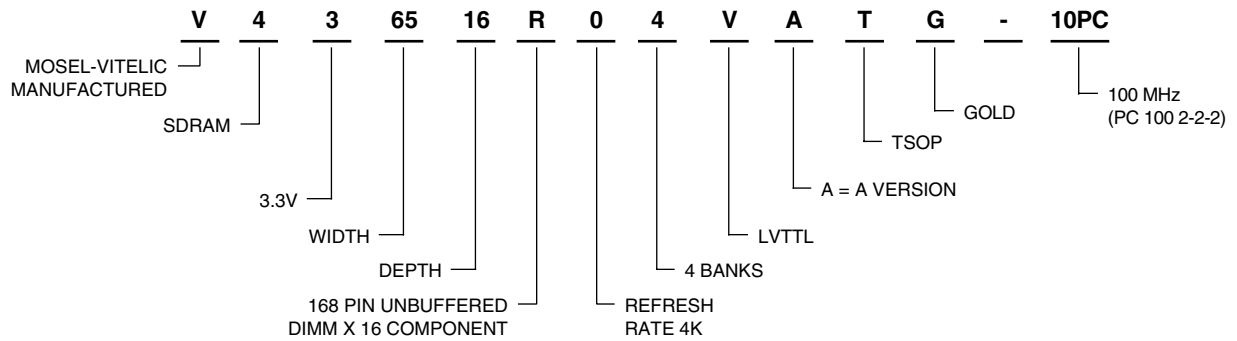 V 4 3 65 16 R 0 4 V A T G - 10PC
MOSEL-VITELIC
MANUFACTURED
SDRAM
3.3V
WIDTH
DEPTH
168 PIN UNBUFFERED
DIMM X 16 COMPONENT
REFRESH
RATE 4K
4 BANKS
LVTTL
A = A VERSION
TSOP
GOLD
100 MHz
(PC 100 2-2-2)